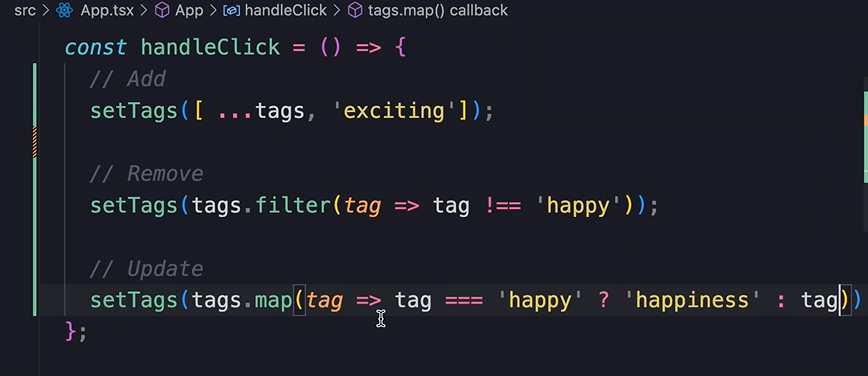 src > App.tsx > App > handleClick > tags.map() callback
const handleClick = () => {
// Add
setTags([ ...tags, 'exciting']);
// Remove
setTags(tags.filter(tag => tag !== 'happy'));
// Update
setTags(tags.map(tag => tag === 'happy' ? 'happiness' : tag))
};